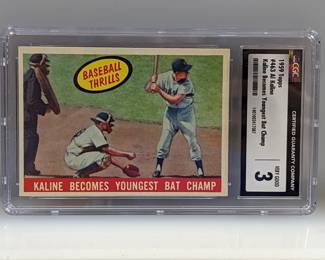 BASEBALL
THRILLS
KALINE BECOMES YOUNGEST BAT CHAMP
CGC
1959 Topps
#463 Al Kaline
Kaline Becomes Youngest Bat Champ
CERTIFIED GUARANTY COMPANY
VERY GOOD
3